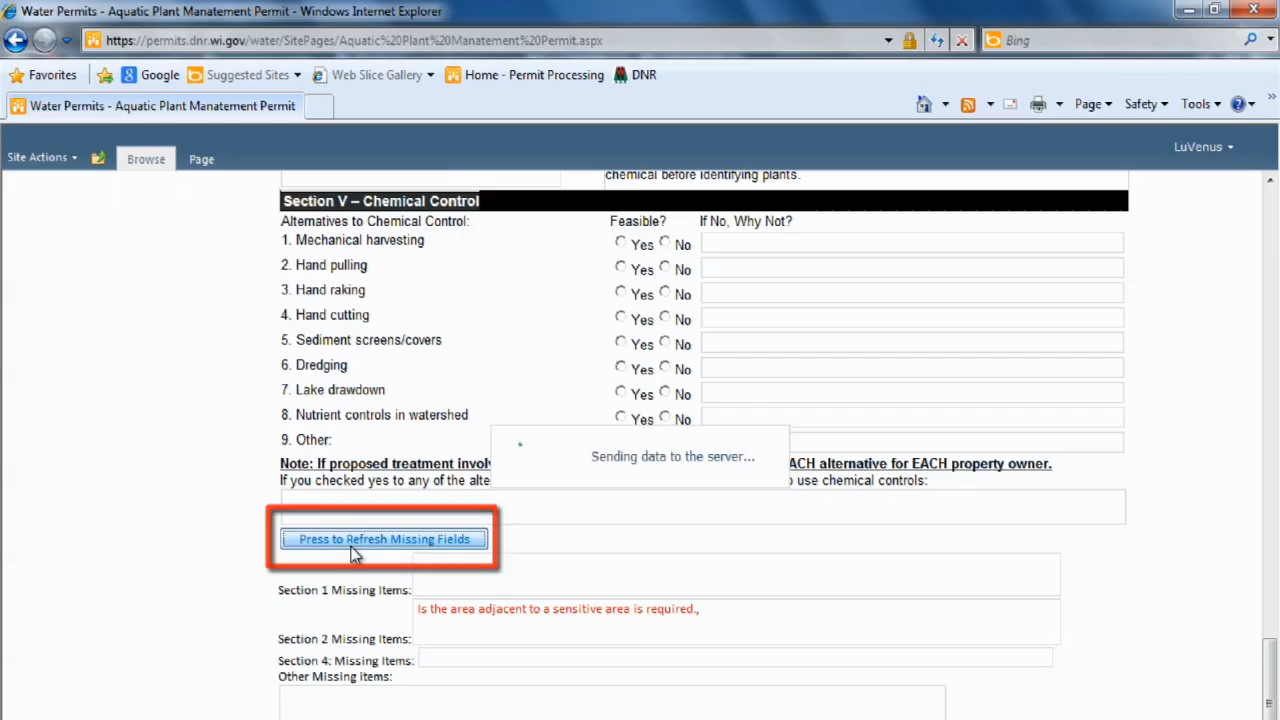 Water Permits - Aquatic Plant Manatement Permit - Windows Internet Explorer
https://permits.dnr.wi.gov/water/SitePages/Aquatic%20Plant%20Manatement%20Permit.aspx
Bing
Favorites Google Suggested Sites Web Slice Gallery Home - Permit Processing DNR
Water Permits - Aquatic Plant Manatement Permit
Page Safety Tools
Site Actions Browse Page LuVenus
chemical before identifying plants.
Section V – Chemical Control
Alternatives to Chemical Control: Feasible? If No, Why Not?
1. Mechanical harvesting Yes No
2. Hand pulling Yes No
3. Hand raking Yes No
4. Hand cutting Yes No
5. Sediment screens/covers Yes No
6. Dredging Yes No
7. Lake drawdown Yes No
8. Nutrient controls in watershed Yes No
9. Other:
Sending data to the server...
Note: If proposed treatment involv ACH alternative for EACH property owner.
If you checked yes to any of the alte o use chemical controls:
Press to Refresh Missing Fields
Section 1 Missing Items:
Is the area adjacent to a sensitive area is required.,
Section 2 Missing Items:
Section 4: Missing Items:
Other Missing items: